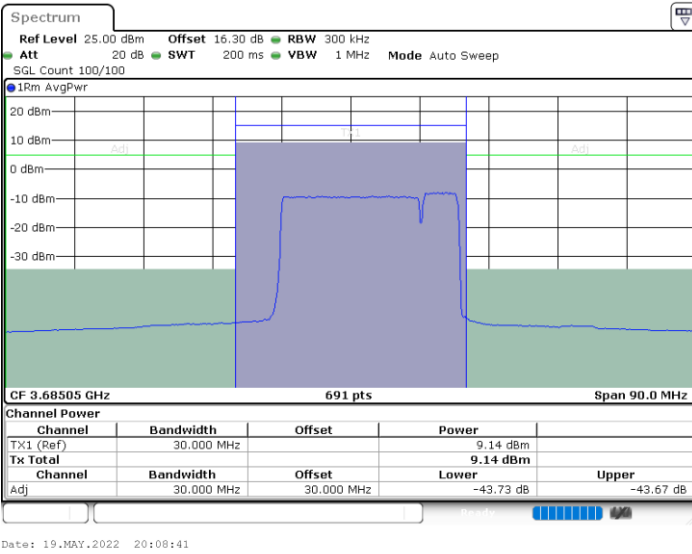 Spectrum
Ref Level 25.00 dBm Offset 16.30 dB RBW 300 kHz
Att 20 dB SWT 200 ms VBW 1 MHz Mode Auto Sweep
SGL Count 100/100
1Rm AvgPwr
20 dBm
TX1
10 dBm
Adj Adj
0 dBm
-10 dBm
-20 dBm
-30 dBm
CF 3.68505 GHz 691 pts Span 90.0 MHz
Channel Power
Channel Bandwidth Offset Power
TX1 (Ref) 30.000 MHz 9.14 dBm
Tx Total 9.14 dBm
Channel Bandwidth Offset Lower Upper
Adj 30.000 MHz 30.000 MHz -43.73 dB -43.67 dB
Ready
Date: 19.MAY.2022 20:08:41